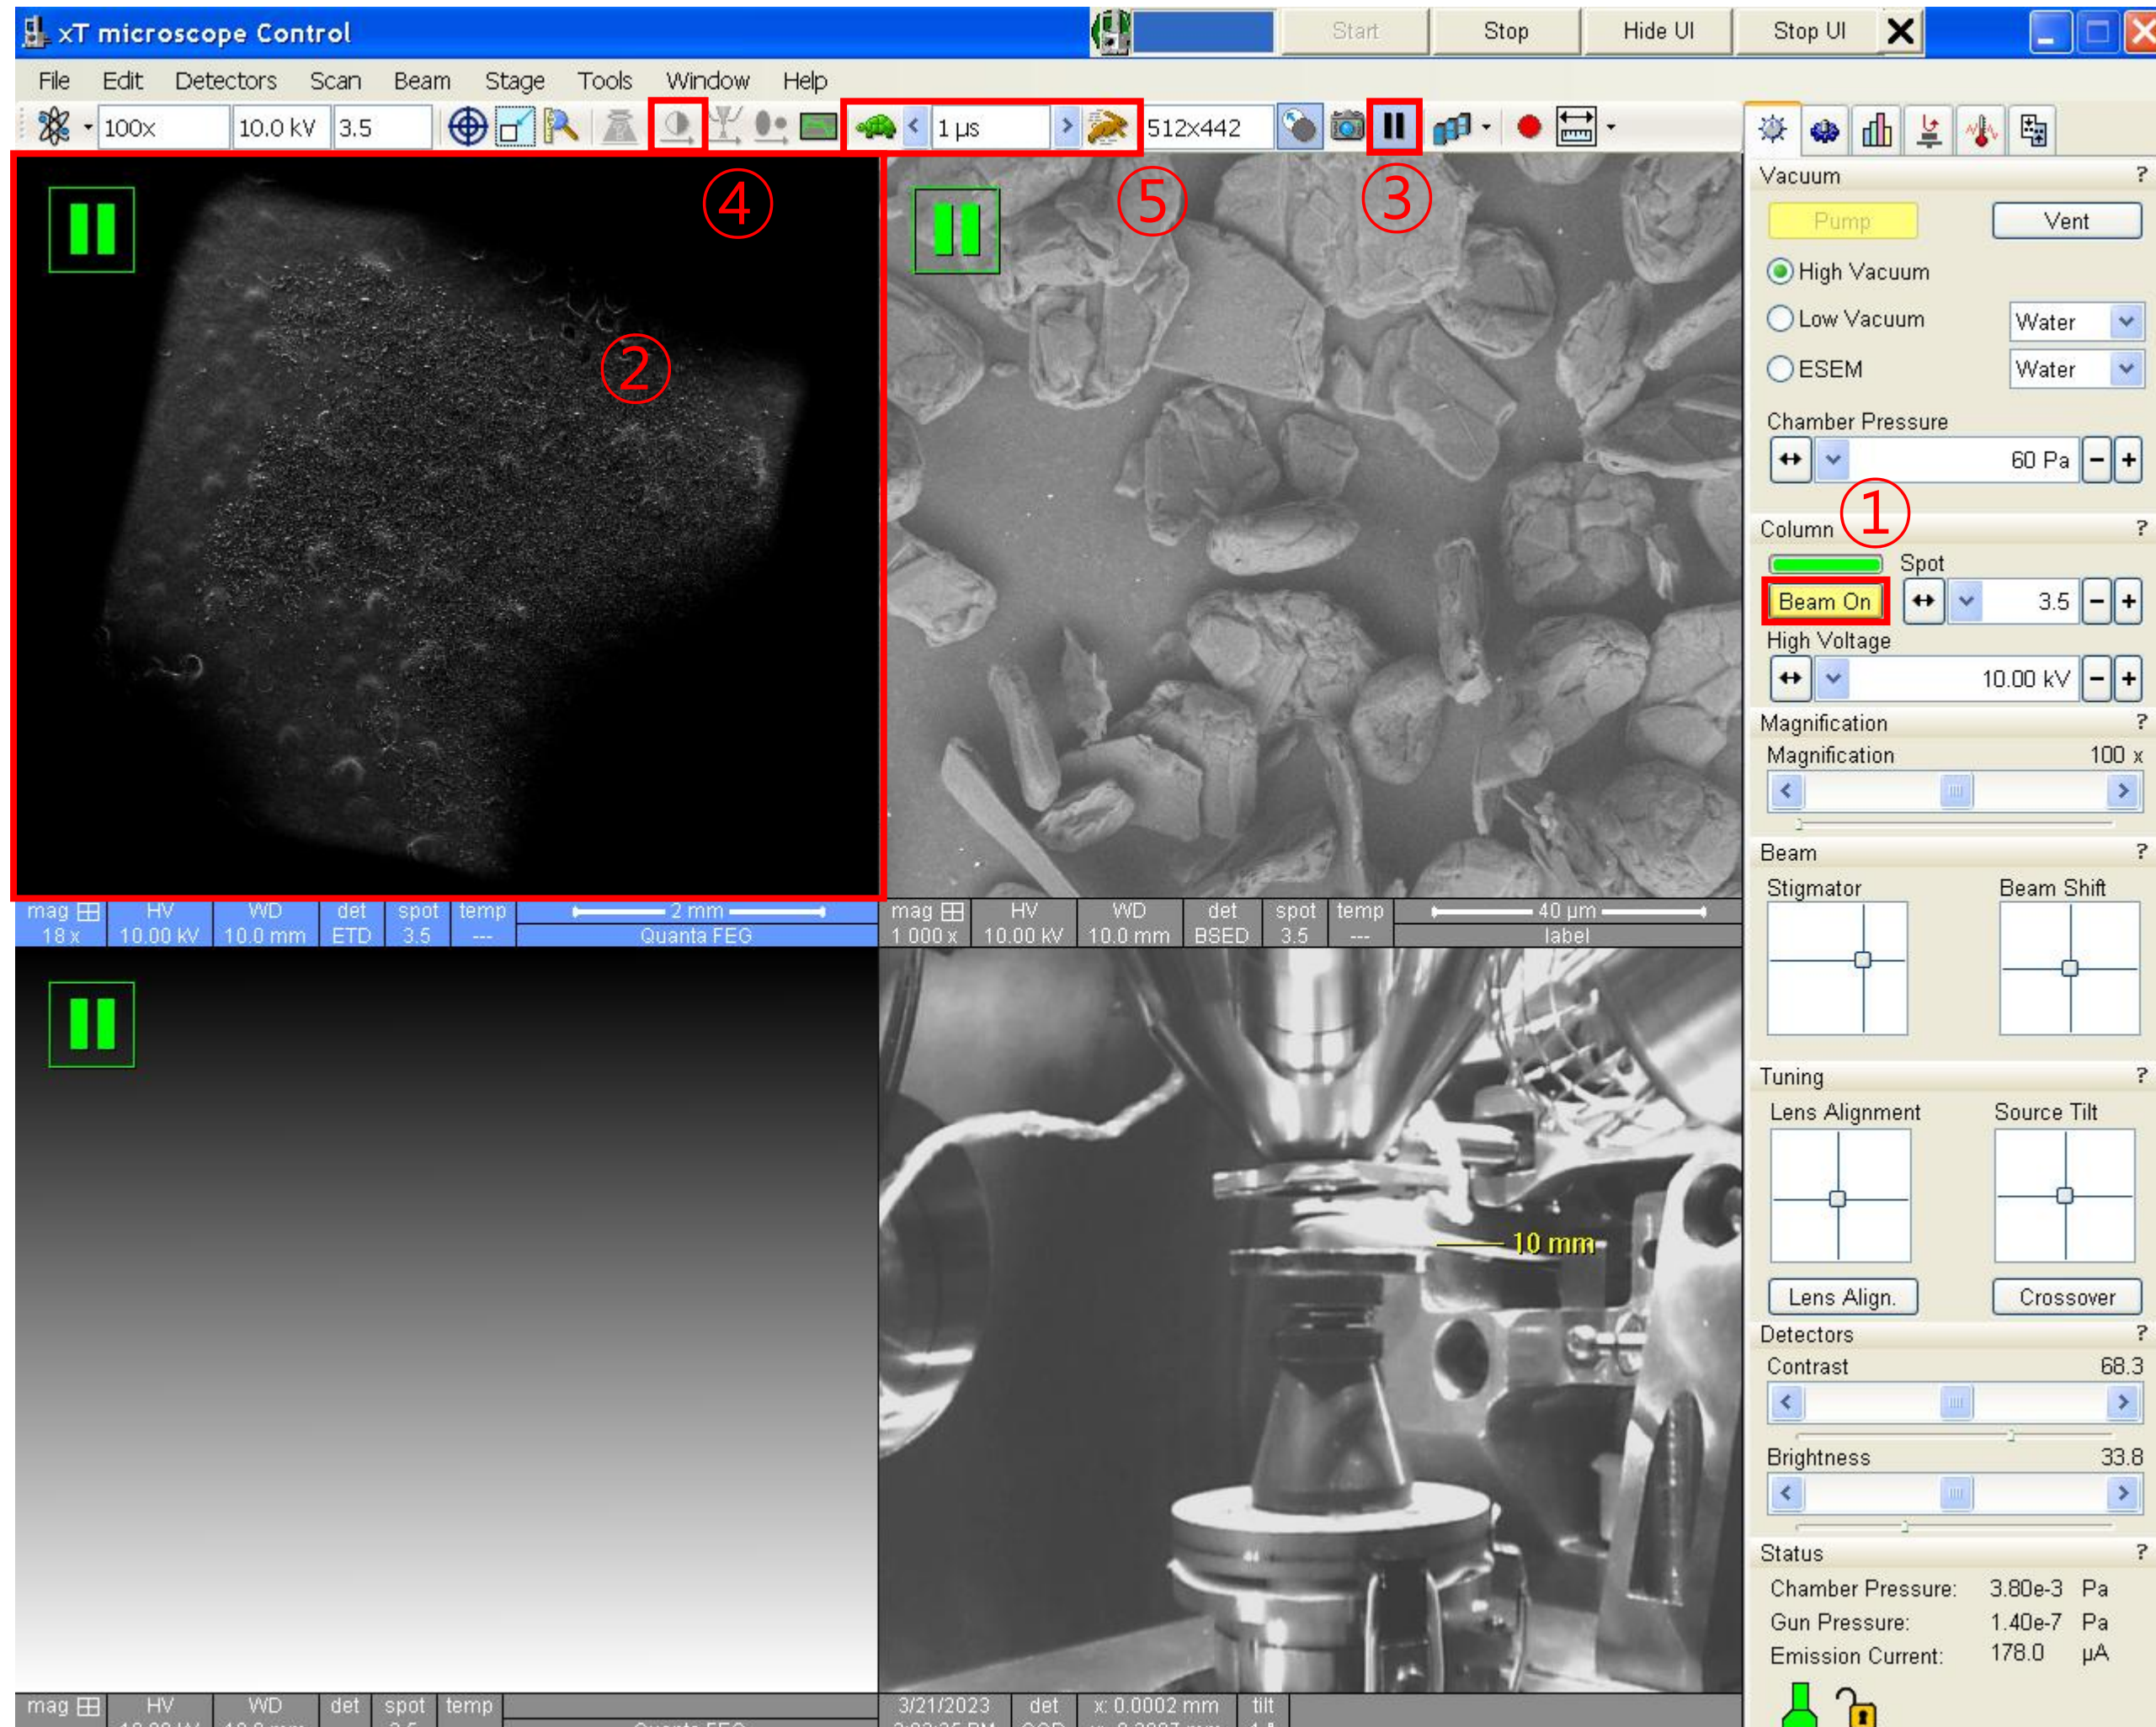 xT microscope Control
Start
Stop
Hide UI
Stop UI
File Edit Detectors Scan Beam Stage Tools Window Help
100x 10.0 kV 3.5 1 µs 512x442
④
⑤
③
②
Vacuum ?
Pump Vent
High Vacuum
Low Vacuum Water
ESEM Water
Chamber Pressure
60 Pa
①
Column ?
Spot
Beam On 3.5
High Voltage
10.00 kV
Magnification ?
Magnification 100 x
Beam ?
Stigmator Beam Shift
Tuning ?
Lens Alignment Source Tilt
Lens Align. Crossover
Detectors ?
Contrast 68.3
Brightness 33.8
Status ?
Chamber Pressure: 3.80e-3 Pa
Gun Pressure: 1.40e-7 Pa
Emission Current: 178.0 µA
mag HV WD det spot temp 2 mm
18 x 10.00 kV 10.0 mm ETD 3.5 --- Quanta FEG
mag HV WD det spot temp 40 µm
1 000 x 10.00 kV 10.0 mm BSED 3.5 --- label
10 mm
mag HV WD det spot temp
3/21/2023 det x: 0.0002 mm tilt